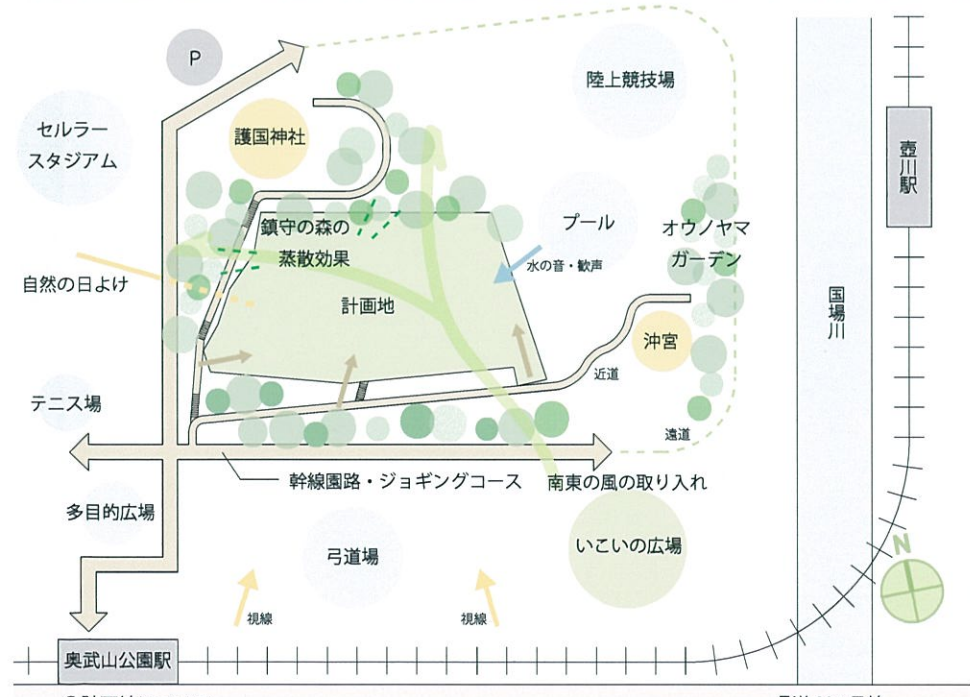 P
陸上競技場
セルラー
スタジアム
護国神社
壺川駅
鎮守の森の
蒸散効果
プール
オウノヤマ
ガーデン
水の音・歓声
自然の日よけ
計画地
国場川
沖宮
近道
テニス場
遠道
幹線園路・ジョギングコース
南東の風の取り入れ
多目的広場
弓道場
いこいの広場
N
視線
視線
奥武山公園駅